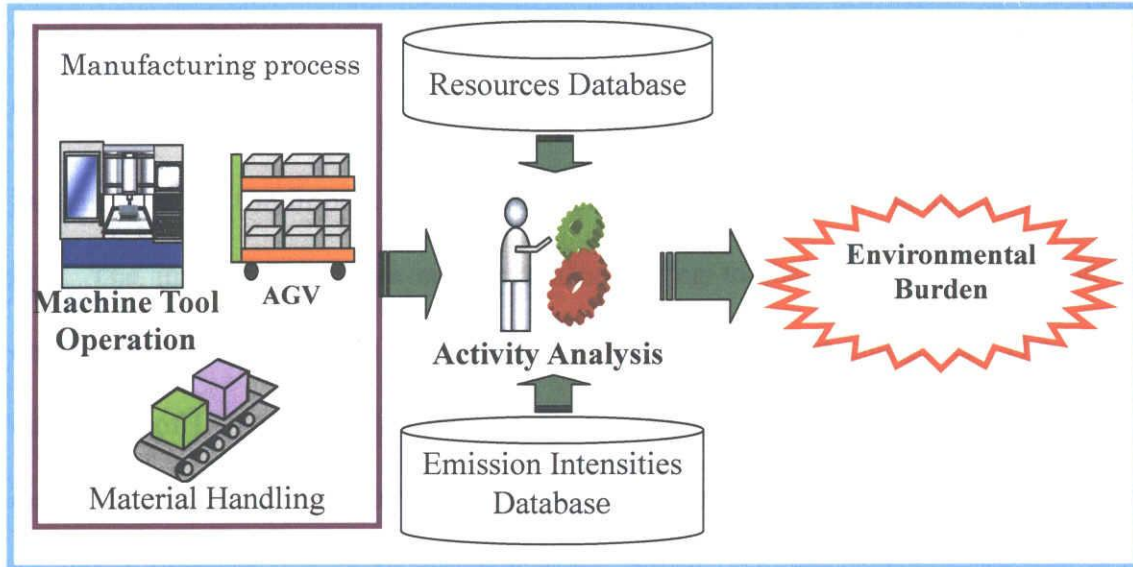 Manufacturing process
Machine Tool
Operation
AGV
Material Handling
Resources Database
Activity Analysis
Emission Intensities
Database
Environmental
Burden